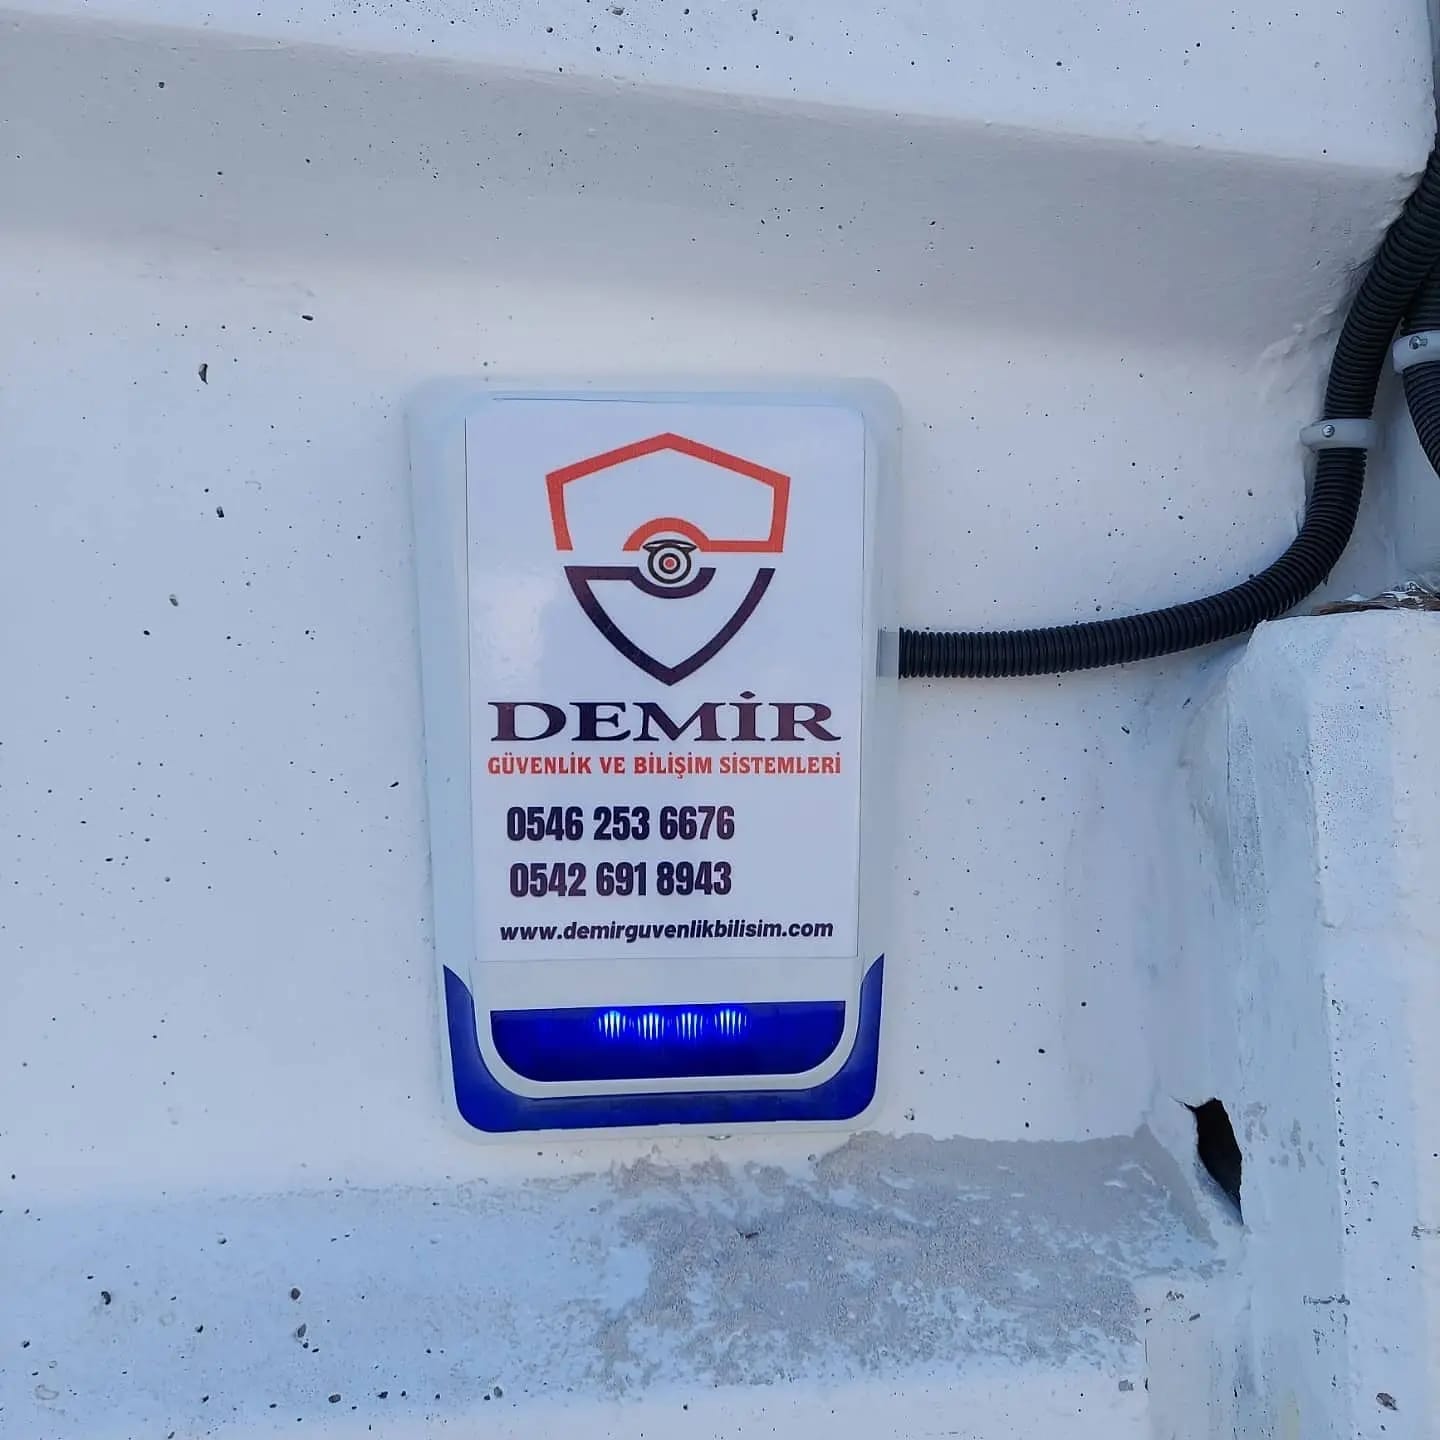 DEMİR
GÜVENLİK VE BİLİŞİM SİSTEMLERİ
0546 253 6676
0542 691 8943
www.demirguvenlikbilisim.com